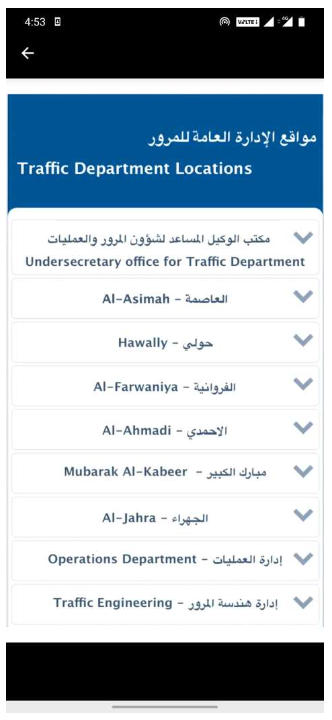 4:53
VoLTE 1
4G
مواقع الإدارة العامة للمرور
Traffic Department Locations
مكتب الوكيل المساعد لشؤون المرور والعمليات
Undersecretary office for Traffic Department
Al-Asimah - العاصمة
Hawally - حولي
Al-Farwaniya - الفروانية
Al-Ahmadi - الاحمدي
Mubarak Al-Kabeer - مبارك الكبير
Al-Jahra - الجهراء
Operations Department - إدارة العمليات
Traffic Engineering - إدارة هندسة المرور